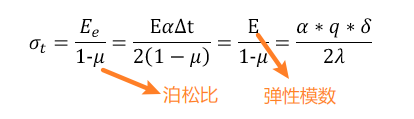 σₜ = Eₑ/1-μ = EαΔt/2(1 − μ) = E/1-μ = α * q * δ/2λ
泊松比 弹性模数